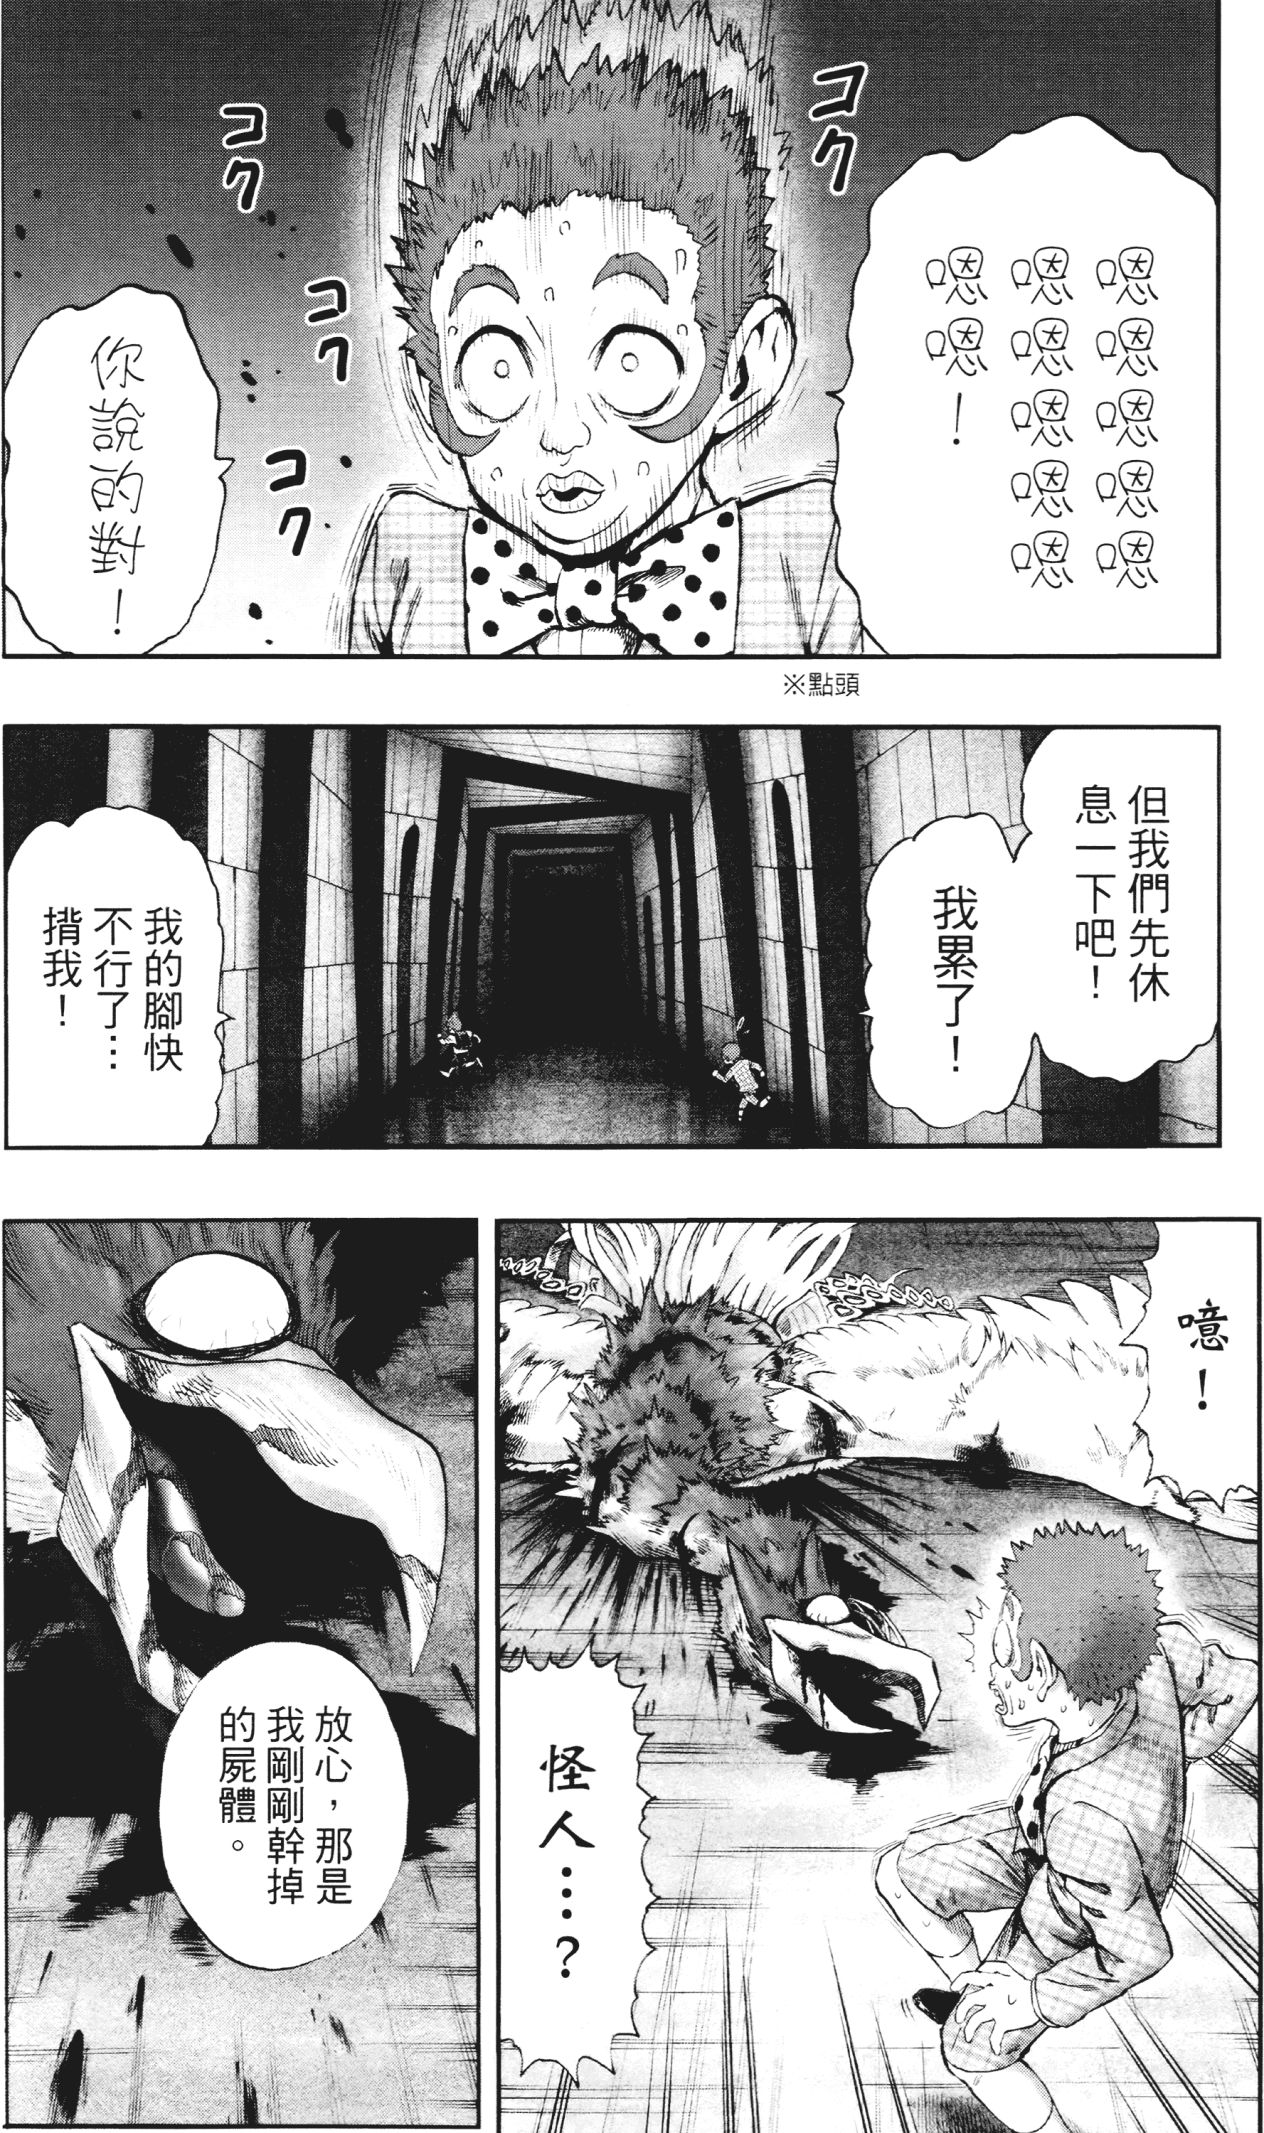 嗯嗯嗯嗯嗯
嗯嗯嗯嗯嗯
嗯嗯！
コク
コク
コク
コク
你說的對！
※點頭
但我們先休
息一下吧！
我累了！
我的腳快
不行了…
揹我！
噫！
怪人……？
放心，那是
我剛剛幹掉
的屍體。